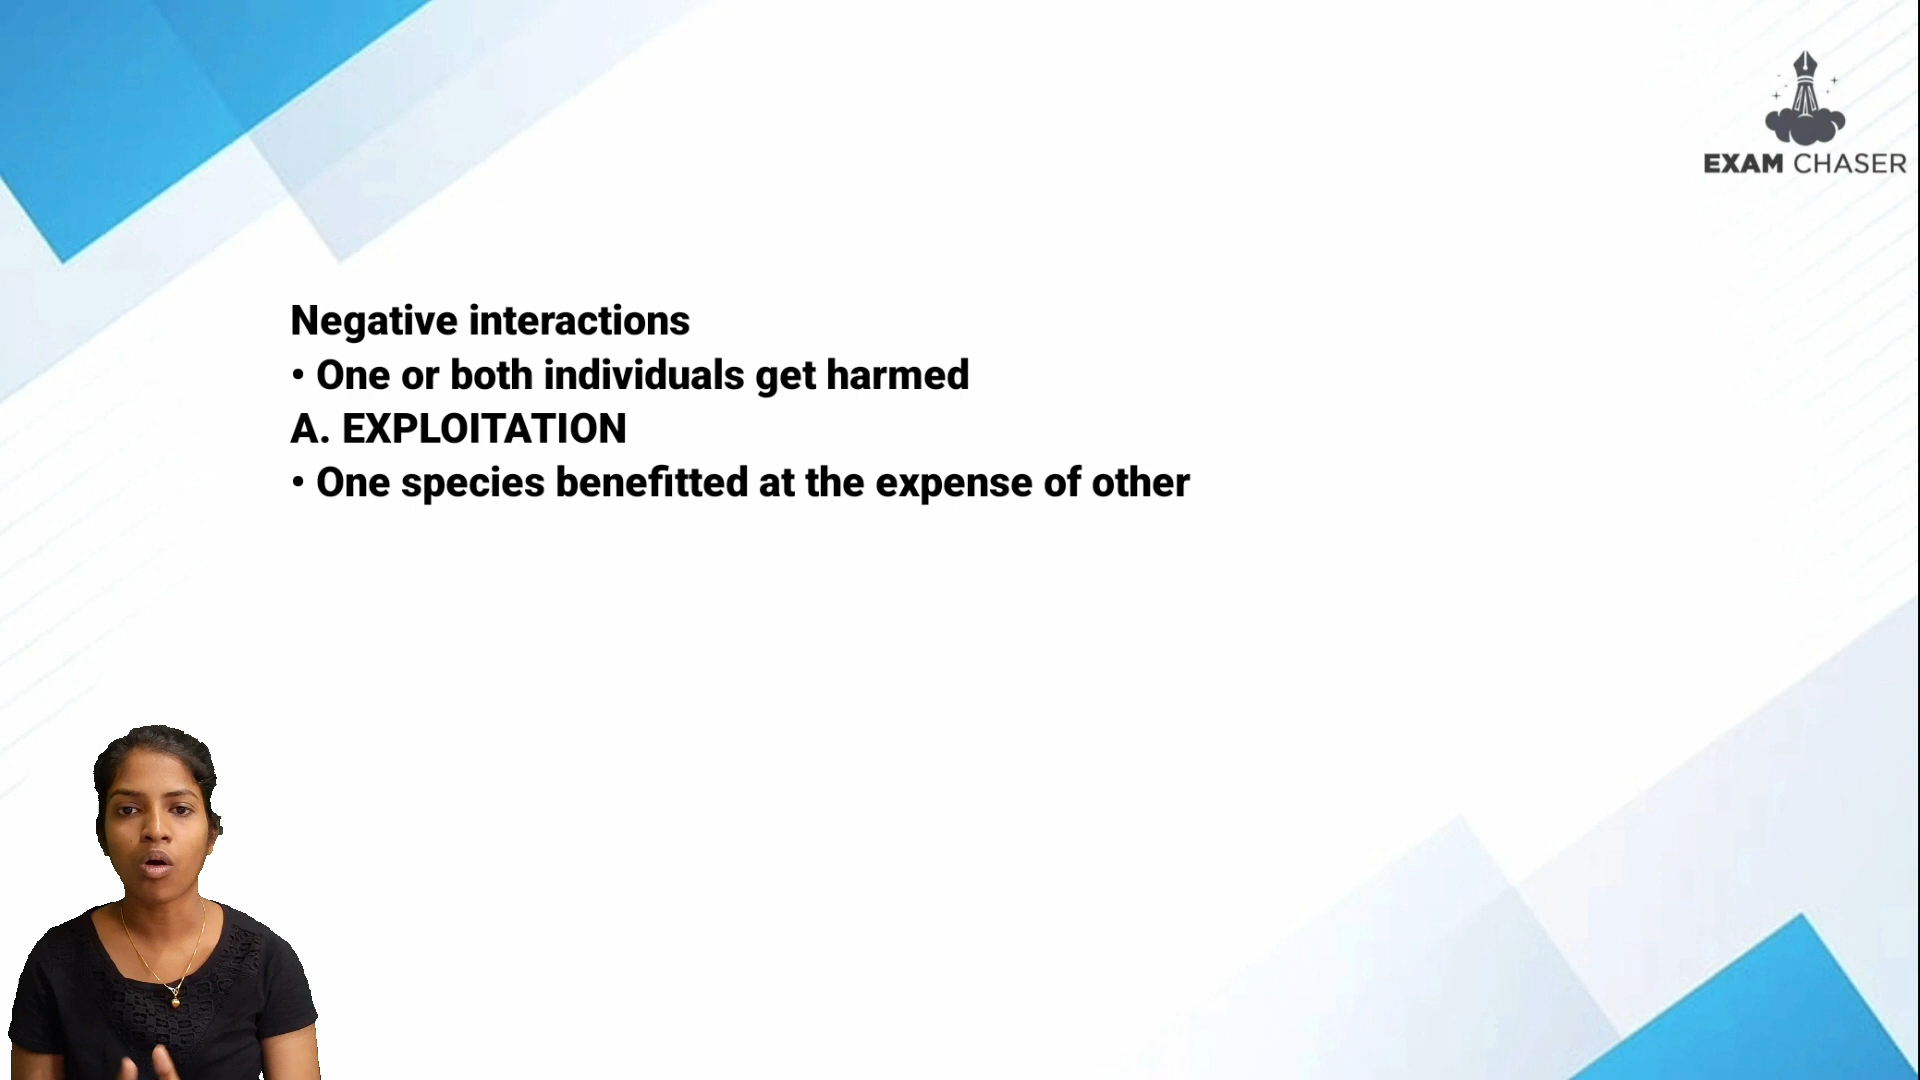 EXAM CHASER
Negative interactions
• One or both individuals get harmed
A. EXPLOITATION
• One species benefitted at the expense of other